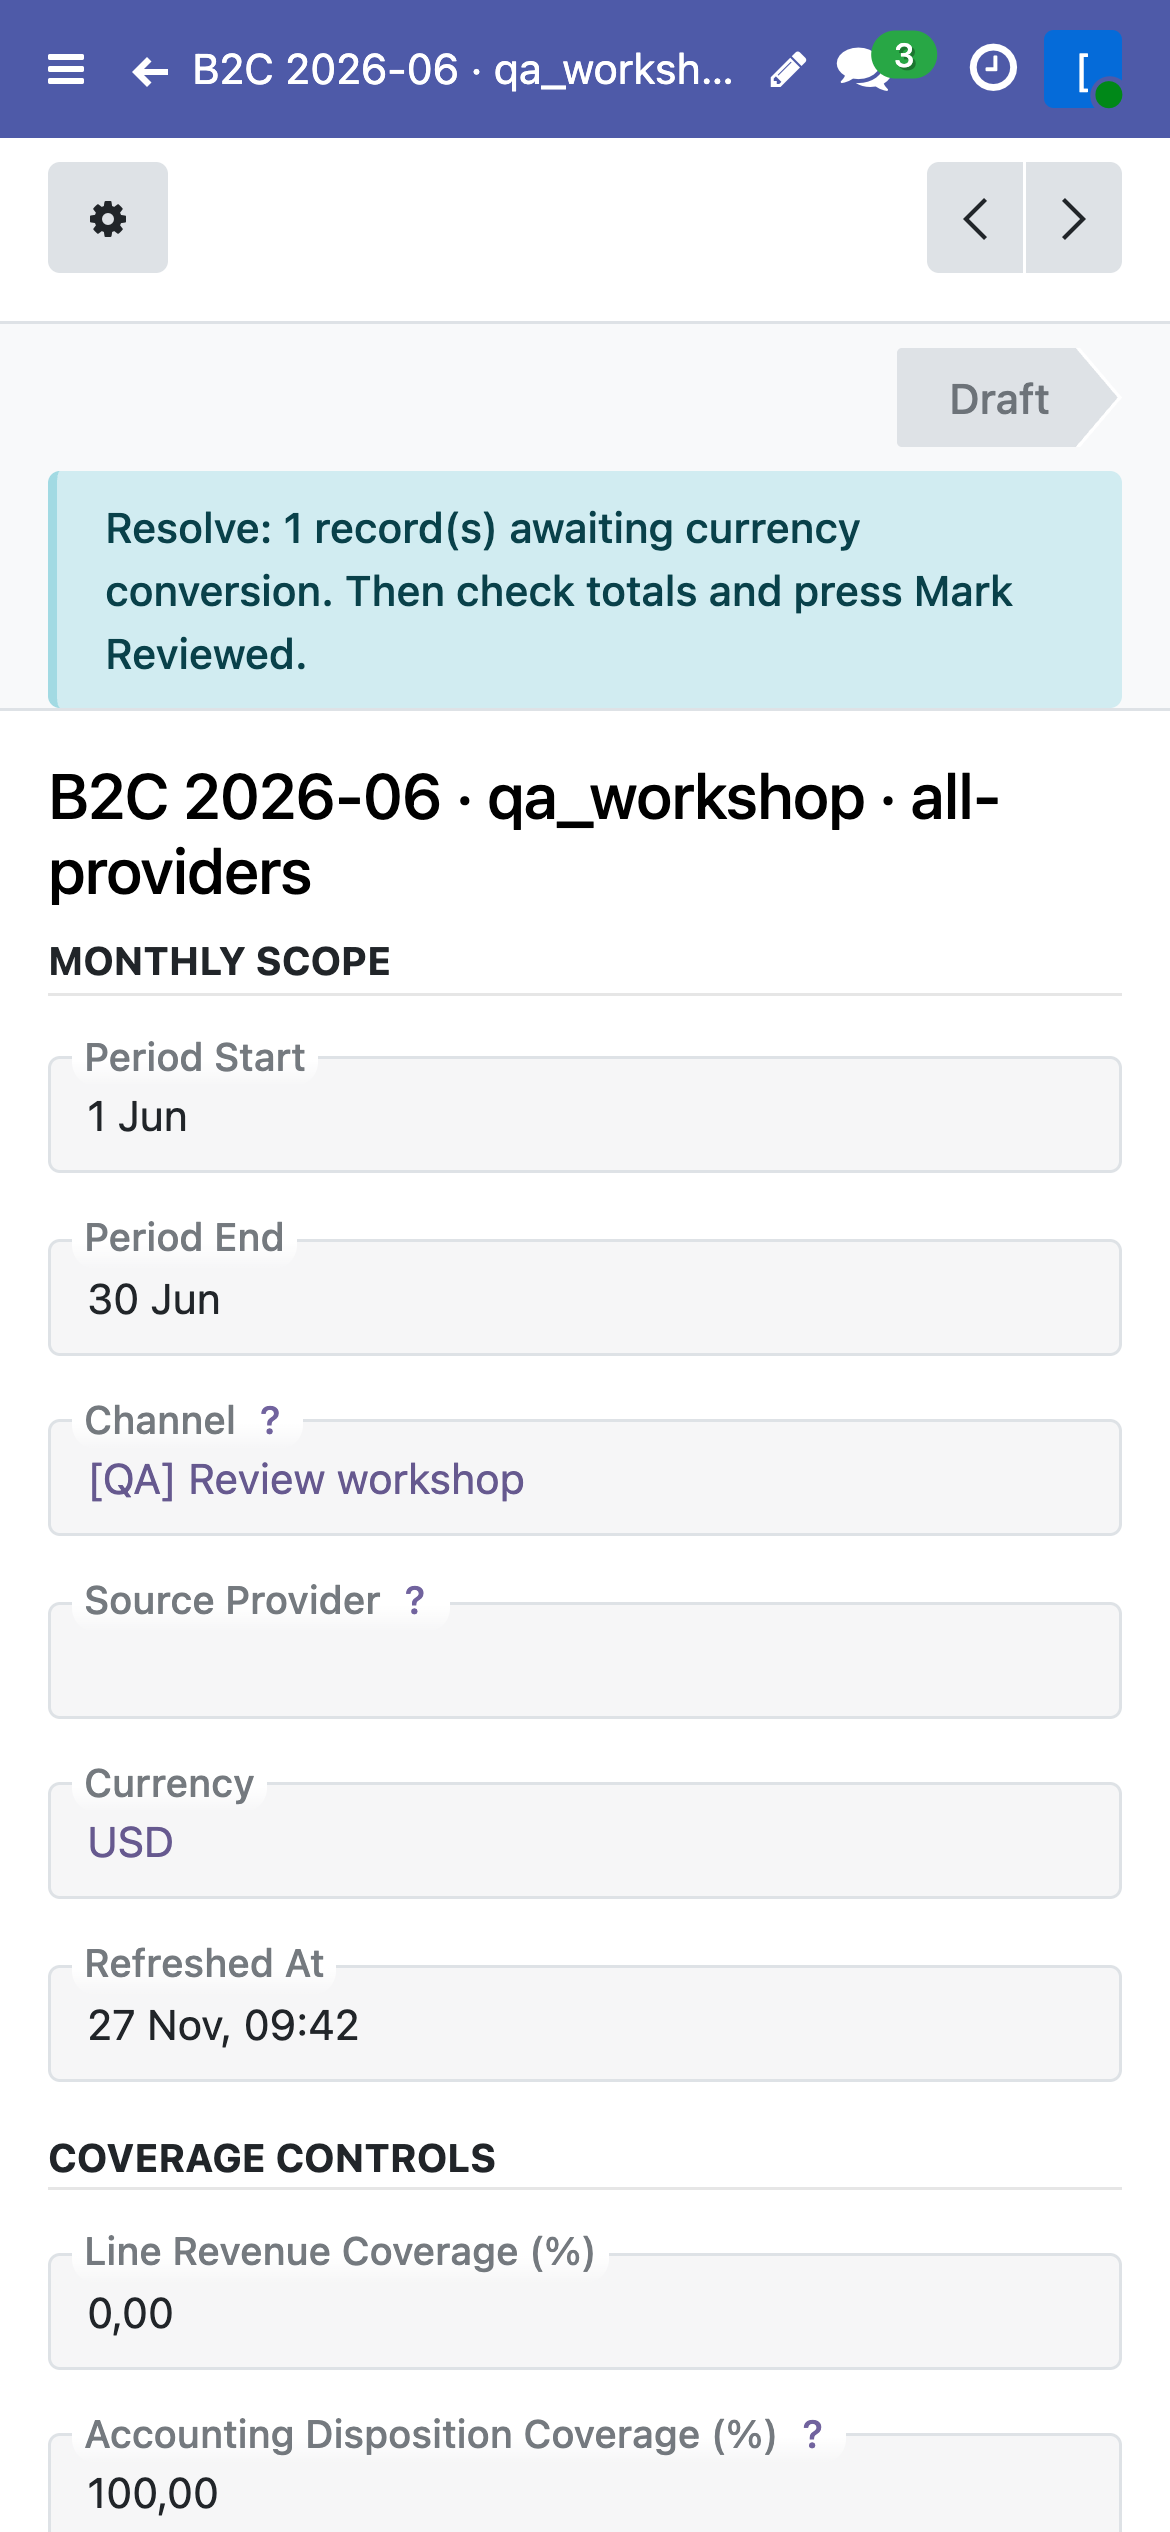 B2C 2026-06 · qa_worksh...
3
[
Draft
Resolve: 1 record(s) awaiting currency
conversion. Then check totals and press Mark
Reviewed.
B2C 2026-06 · qa_workshop · all-
providers
MONTHLY SCOPE
Period Start
1 Jun
Period End
30 Jun
Channel ?
[QA] Review workshop
Source Provider ?
Currency
USD
Refreshed At
27 Nov, 09:42
COVERAGE CONTROLS
Line Revenue Coverage (%)
0,00
Accounting Disposition Coverage (%) ?
100,00